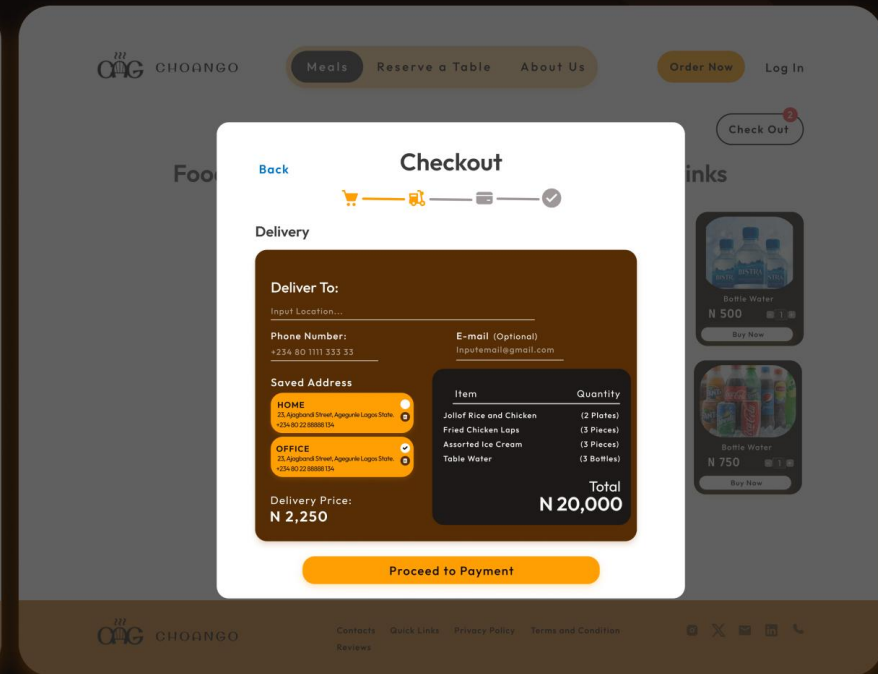 CHOANGO
Meals Reserve a Table About Us
Order Now Log In
2
Check Out
Foo
inks
Back
Checkout
Delivery
Deliver To:
Input Location...
Phone Number: E-mail (Optional)
+234 80 1111 333 33 Inputemail@gmail.com
Saved Address
HOME
23, Ajagbandi Street, Agegunle Lagos State.
+234 80 22 88888 134
OFFICE
23, Ajagbandi Street, Agegunle Lagos State.
+234 80 22 88888 134
Delivery Price:
N 2,250
Item Quantity
Jollof Rice and Chicken (2 Plates)
Fried Chicken Laps (3 Pieces)
Assorted Ice Cream (3 Pieces)
Table Water (3 Bottles)
Total
N 20,000
Proceed to Payment
Bottle Water
N 500 1
Buy Now
Bottle Water
N 750 1
Buy Now
CHOANGO
Contacts Quick Links Privacy Policy Terms and Condition
Reviews